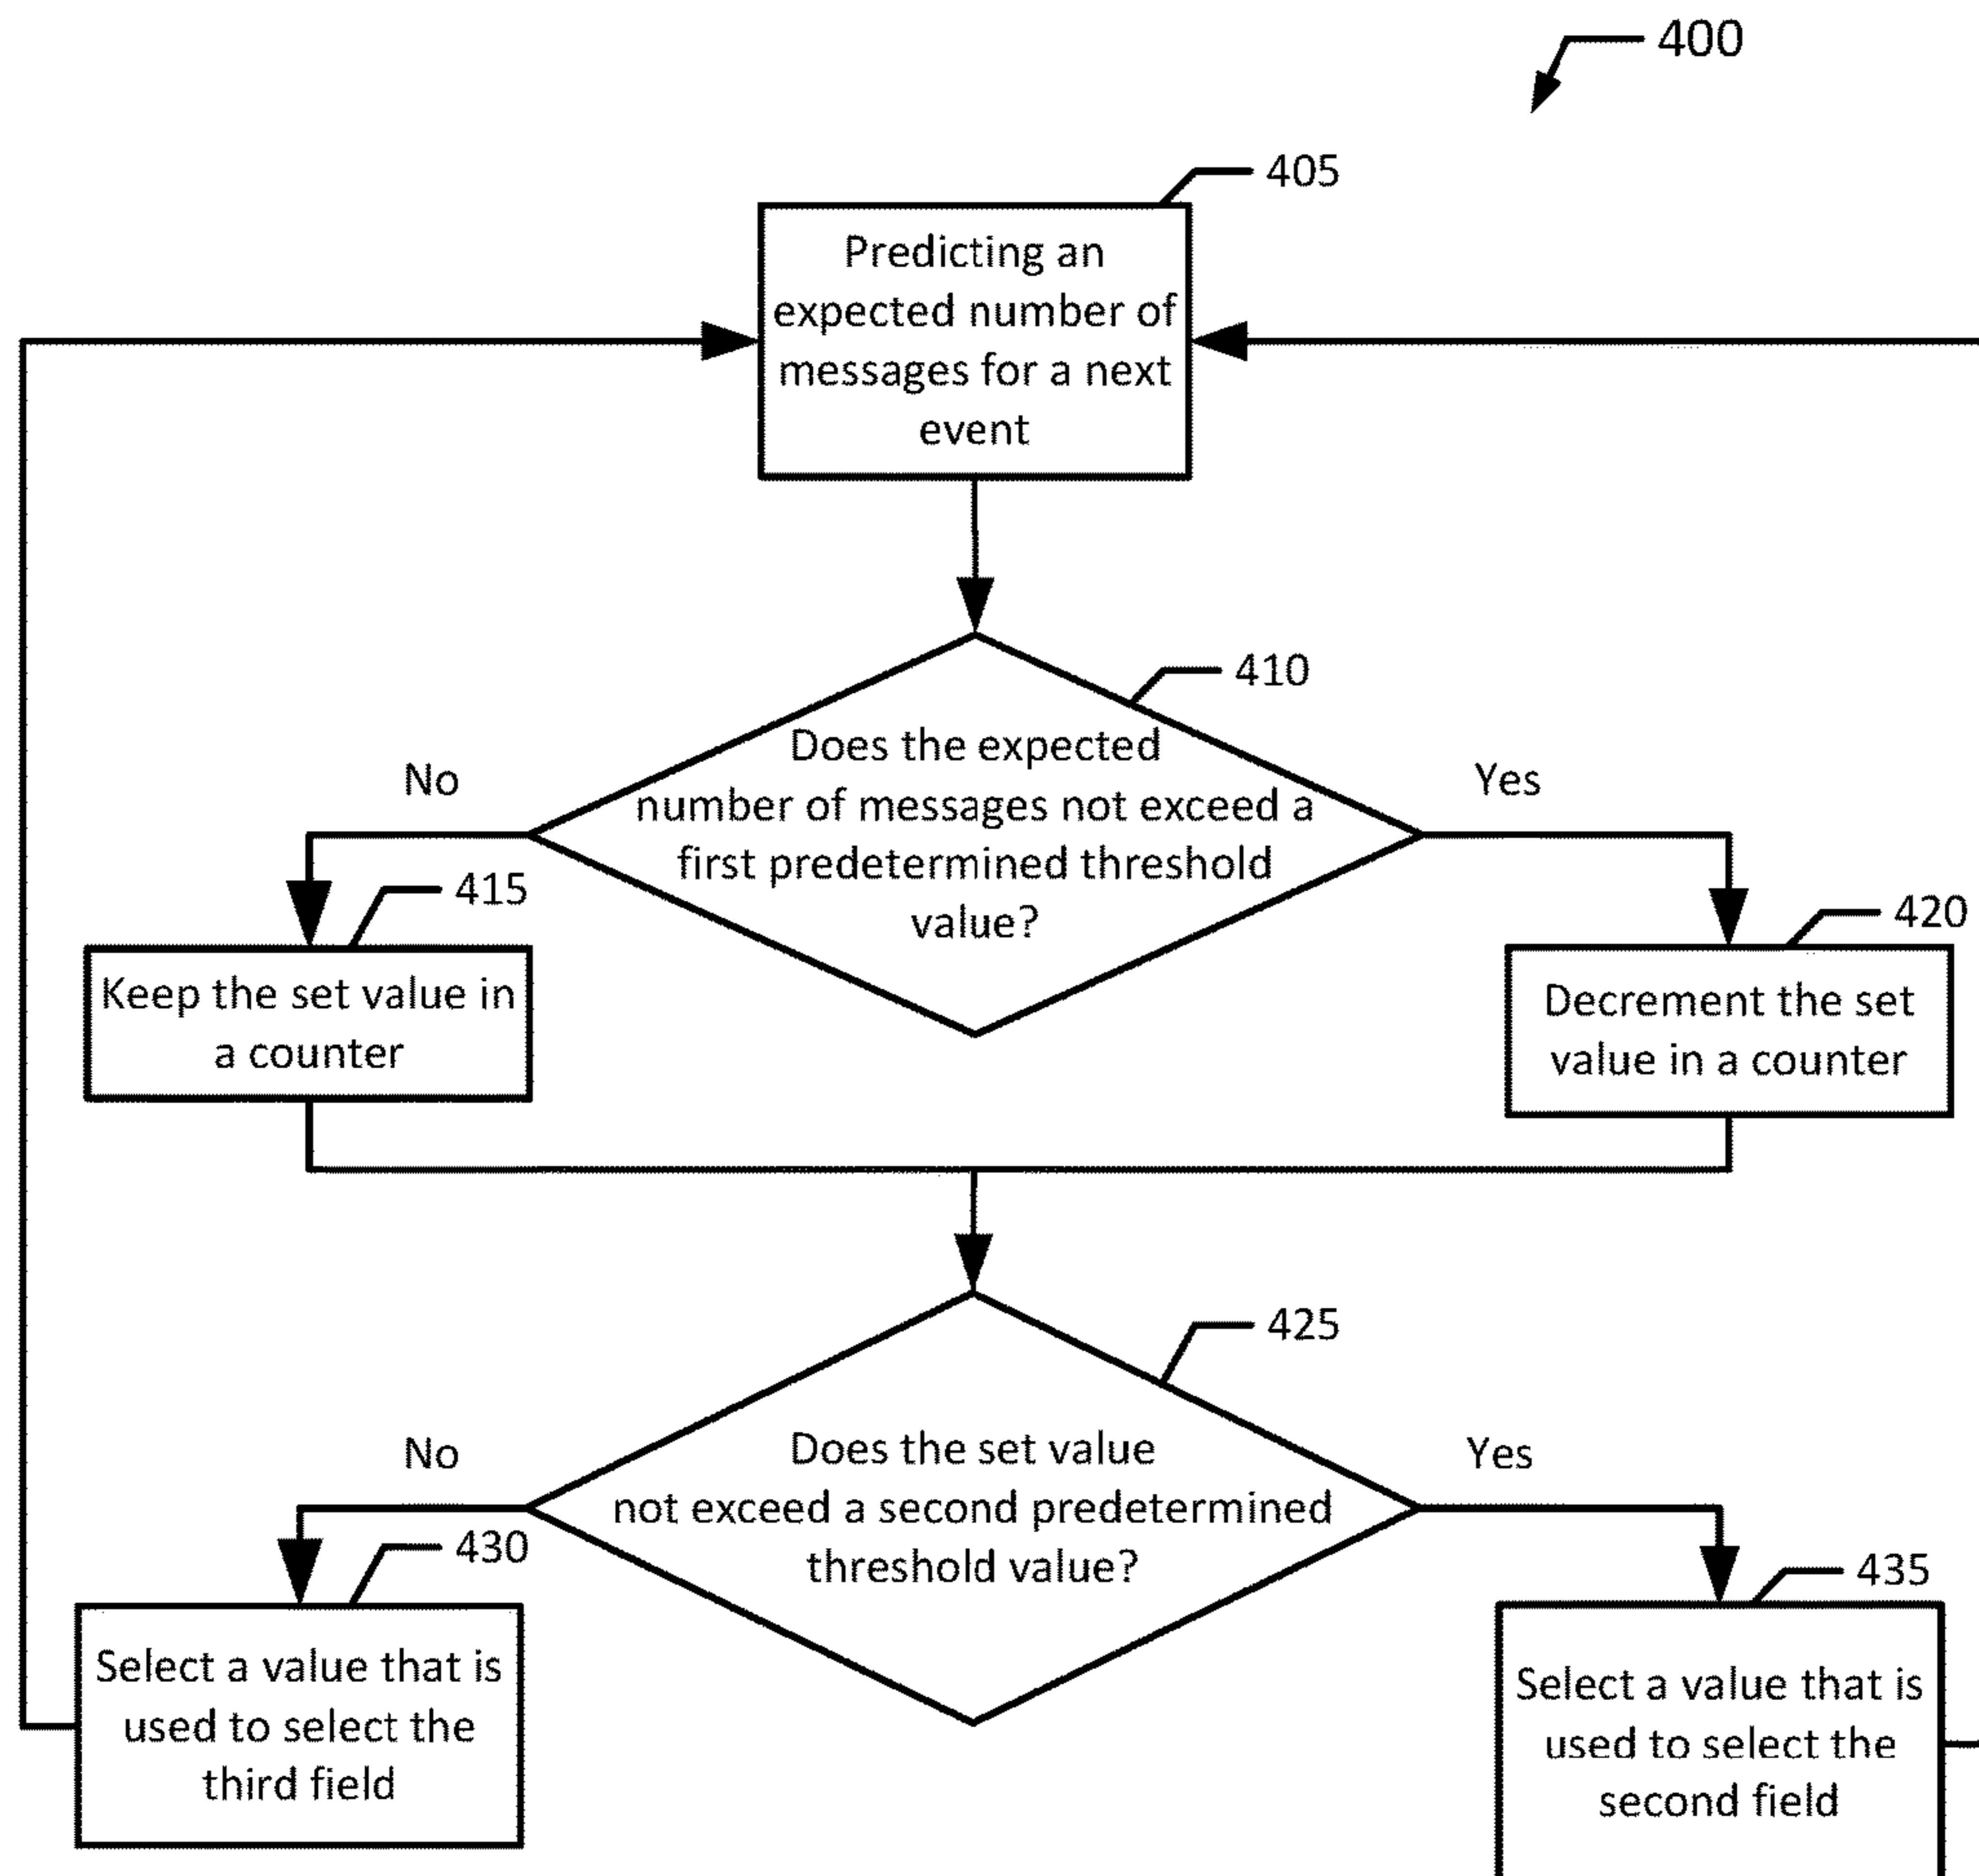 400
405
Predicting an
expected number of
messages for a next
event
410
Does the expected
number of messages not exceed a
first predetermined threshold
value?
No
Yes
415
Keep the set value in
a counter
420
Decrement the set
value in a counter
425
Does the set value
not exceed a second predetermined
threshold value?
No
Yes
430
Select a value that is
used to select the
third field
435
Select a value that is
used to select the
second field